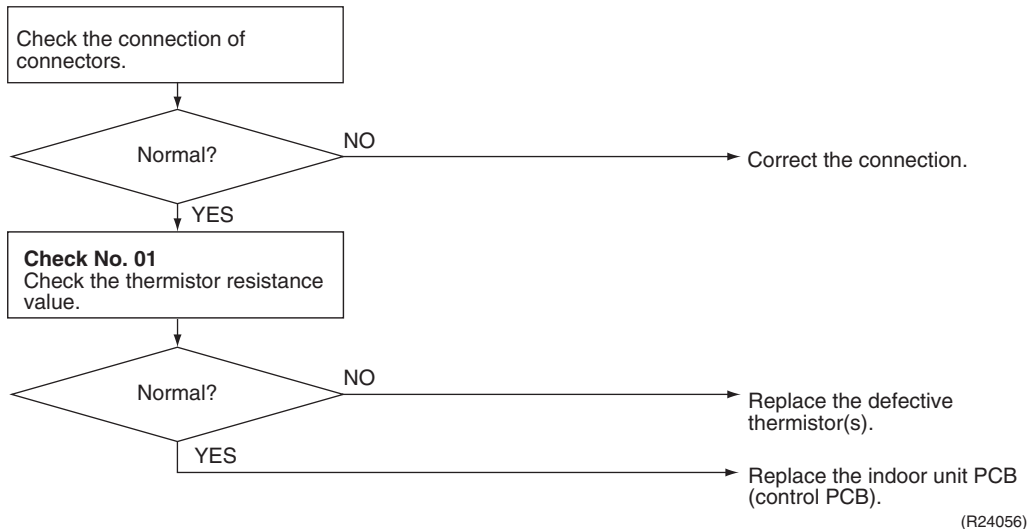 Check the connection of
connectors.
Normal?
NO
Correct the connection.
YES
Check No. 01
Check the thermistor resistance
value.
Normal?
NO
Replace the defective
thermistor(s).
YES
Replace the indoor unit PCB
(control PCB).
(R24056)